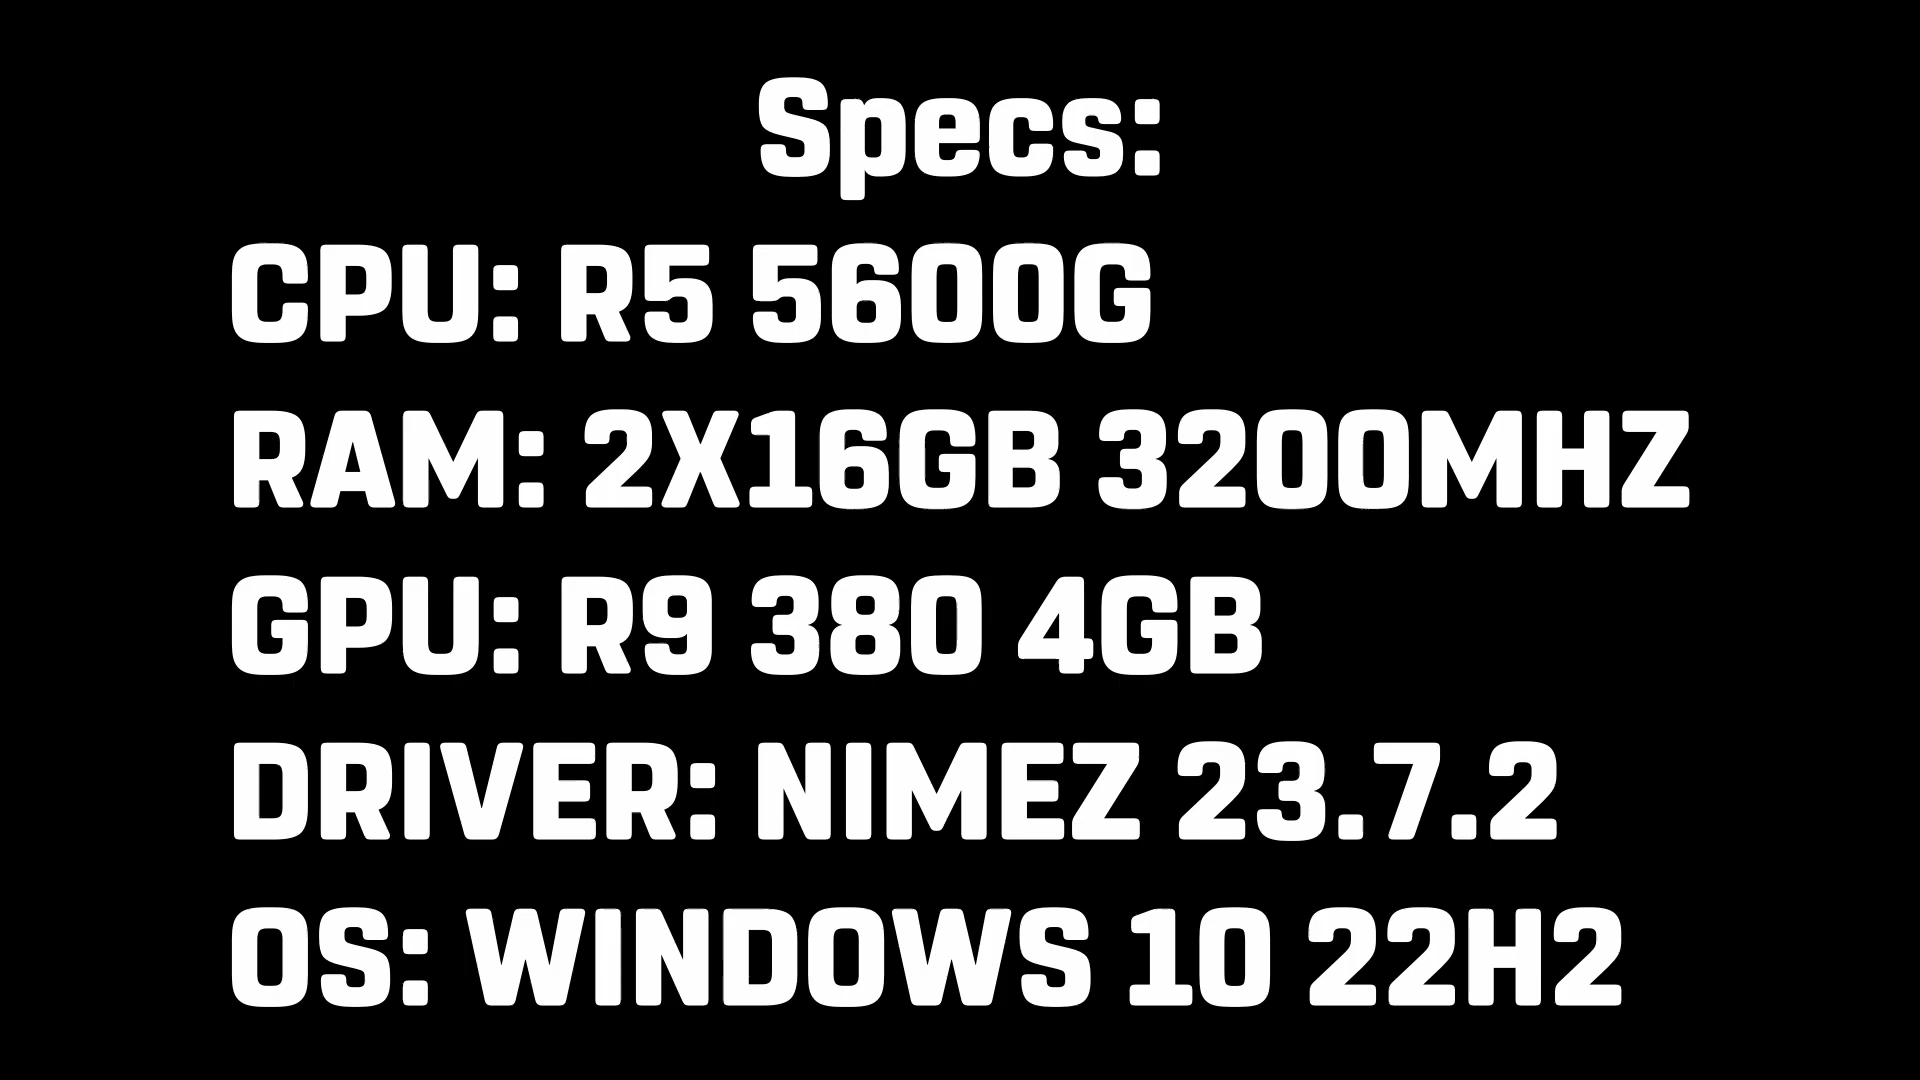 Specs:
CPU: R5 5600G
RAM: 2X16GB 3200MHZ
GPU: R9 380 4GB
DRIVER: NIMEZ 23.7.2
OS: WINDOWS 10 22H2